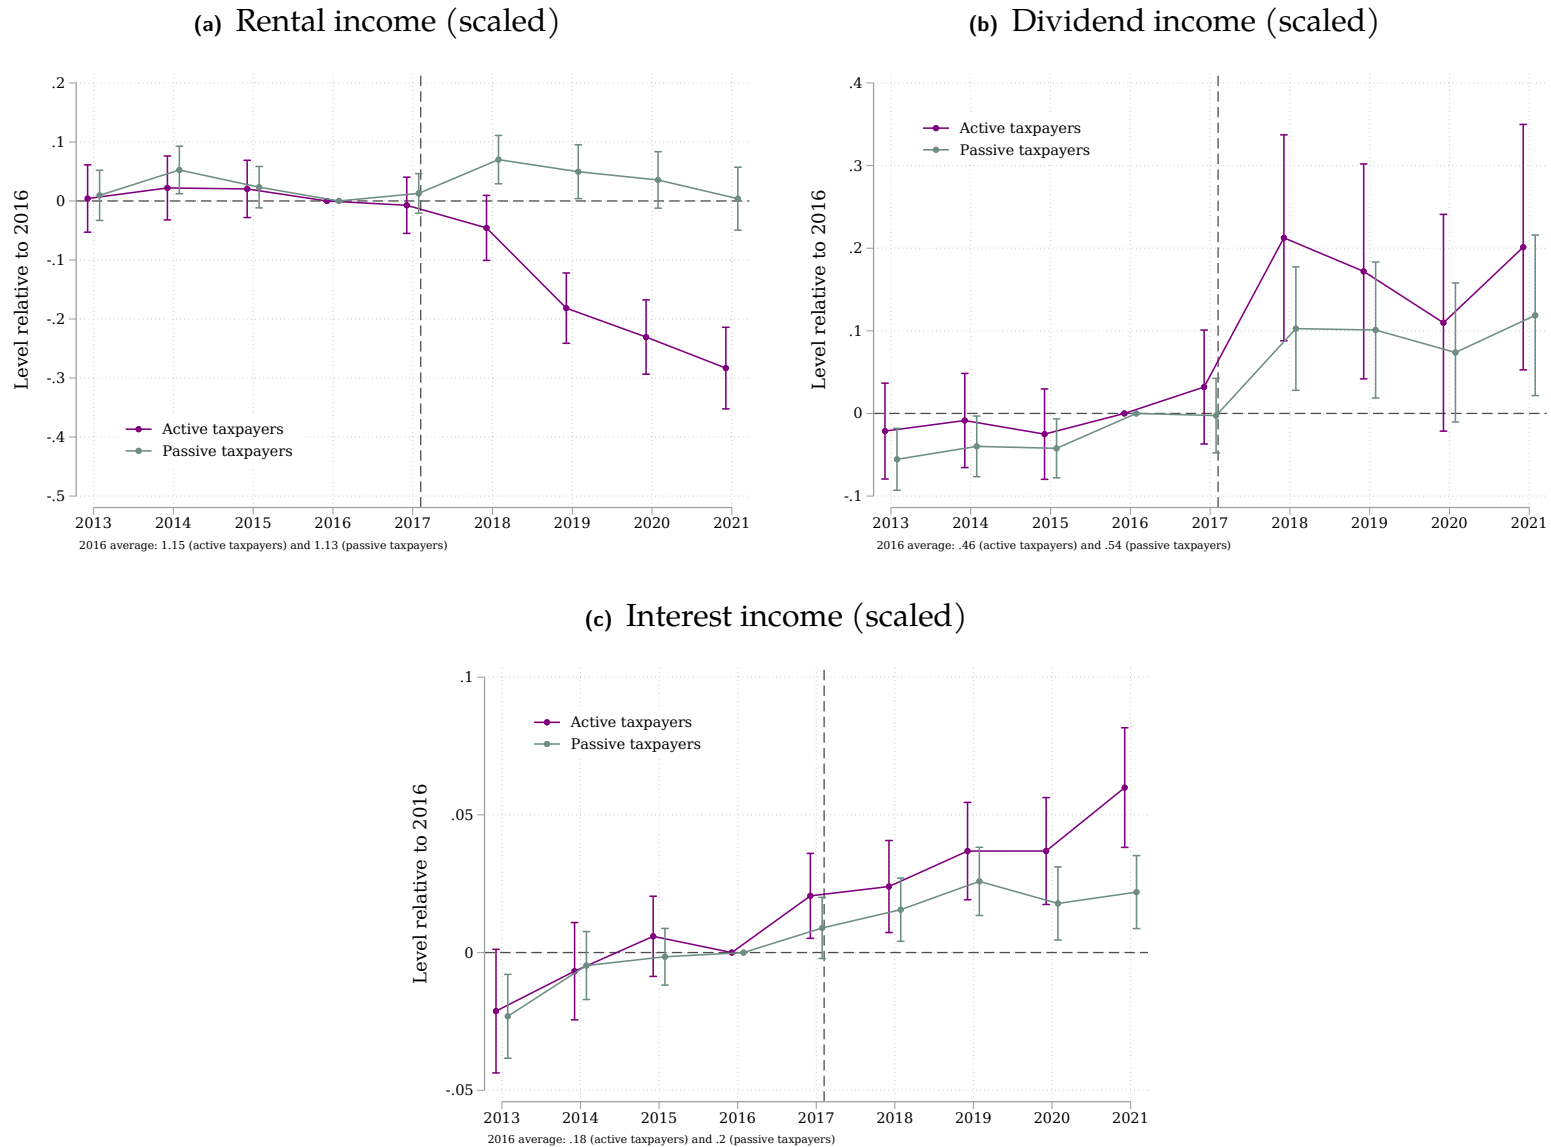 (a) Rental income (scaled)
Level relative to 2016
.2
.1
0
-.1
-.2
-.3
-.4
-.5
Active taxpayers
Passive taxpayers
2013 2014 2015 2016 2017 2018 2019 2020 2021
2016 average: 1.15 (active taxpayers) and 1.13 (passive taxpayers)
(b) Dividend income (scaled)
Level relative to 2016
.4
.3
.2
.1
0
-.1
Active taxpayers
Passive taxpayers
2013 2014 2015 2016 2017 2018 2019 2020 2021
2016 average: .46 (active taxpayers) and .54 (passive taxpayers)
(c) Interest income (scaled)
Level relative to 2016
.1
.05
0
-.05
Active taxpayers
Passive taxpayers
2013 2014 2015 2016 2017 2018 2019 2020 2021
2016 average: .18 (active taxpayers) and .2 (passive taxpayers)